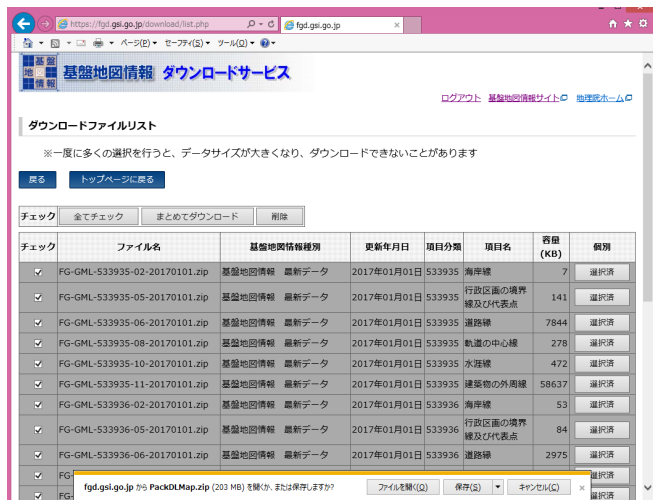 https://fgd.gsi.go.jp/download/list.php
fgd.gsi.go.jp
ページ(P) セーフティ(S) ツール(O)
基盤
地図
情報
基盤地図情報 ダウンロードサービス
ログアウト 基盤地図情報サイト 地理院ホーム
ダウンロードファイルリスト
※一度に多くの選択を行うと、データサイズが大きくなり、ダウンロードできないことがあります
戻る トップページに戻る
チェック 全てチェック まとめてダウンロード 削除
チェック ファイル名 基盤地図情報種別 更新年月日 項目分類 項目名 容量(KB) 個別
FG-GML-533935-02-20170101.zip 基盤地図情報 最新データ 2017年01月01日 533935 海岸線 7 選択済
FG-GML-533935-05-20170101.zip 基盤地図情報 最新データ 2017年01月01日 533935 行政区画の境界線及び代表点 141 選択済
FG-GML-533935-06-20170101.zip 基盤地図情報 最新データ 2017年01月01日 533935 道路縁 7844 選択済
FG-GML-533935-08-20170101.zip 基盤地図情報 最新データ 2017年01月01日 533935 軌道の中心線 278 選択済
FG-GML-533935-10-20170101.zip 基盤地図情報 最新データ 2017年01月01日 533935 水涯線 472 選択済
FG-GML-533935-11-20170101.zip 基盤地図情報 最新データ 2017年01月01日 533935 建築物の外周線 58637 選択済
FG-GML-533936-02-20170101.zip 基盤地図情報 最新データ 2017年01月01日 533936 海岸線 53 選択済
FG-GML-533936-05-20170101.zip 基盤地図情報 最新データ 2017年01月01日 533936 行政区画の境界線及び代表点 84 選択済
FG-GML-533936-06-20170101.zip 基盤地図情報 最新データ 2017年01月01日 533936 道路縁 2975 選択済
FG- 選択済
fgd.gsi.go.jp から PackDLMap.zip (203 MB) を開くか、または保存しますか? ファイルを開く(O) 保存(S) キャンセル(C)
FG- 選択済